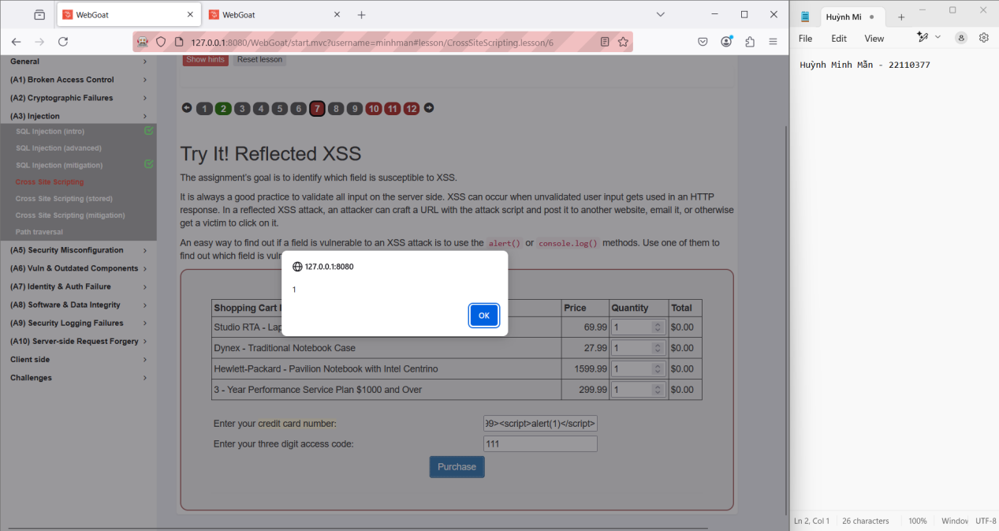 WebGoat
WebGoat
Huỳnh Mi
127.0.0.1:8080/WebGoat/start.mvc?username=minhman#lesson/CrossSiteScripting.lesson/6
File Edit View
Huỳnh Minh Mẫn - 22110377
General
(A1) Broken Access Control
(A2) Cryptographic Failures
(A3) Injection
SQL Injection (intro)
SQL Injection (advanced)
SQL Injection (mitigation)
Cross Site Scripting
Cross Site Scripting (stored)
Cross Site Scripting (mitigation)
Path traversal
(A5) Security Misconfiguration
(A6) Vuln & Outdated Components
(A7) Identity & Auth Failure
(A8) Software & Data Integrity
(A9) Security Logging Failures
(A10) Server-side Request Forgery
Client side
Challenges
Show hints Reset lesson
1 2 3 4 5 6 7 8 9 10 11 12
Try It! Reflected XSS
The assignment's goal is to identify which field is susceptible to XSS.
It is always a good practice to validate all input on the server side. XSS can occur when unvalidated user input gets used in an HTTP
response. In a reflected XSS attack, an attacker can craft a URL with the attack script and post it to another website, email it, or otherwise
get a victim to click on it.
An easy way to find out if a field is vulnerable to an XSS attack is to use the alert() or console.log() methods. Use one of them to
find out which field is vuln
127.0.0.1:8080
1
OK
Shopping Cart Price Quantity Total
Studio RTA - Lap 69.99 1 $0.00
Dynex - Traditional Notebook Case 27.99 1 $0.00
Hewlett-Packard - Pavilion Notebook with Intel Centrino 1599.99 1 $0.00
3 - Year Performance Service Plan $1000 and Over 299.99 1 $0.00
Enter your credit card number: 99><script>alert(1)</script>
Enter your three digit access code: 111
Purchase
Ln 2, Col 1 26 characters 100% Window UTF-8